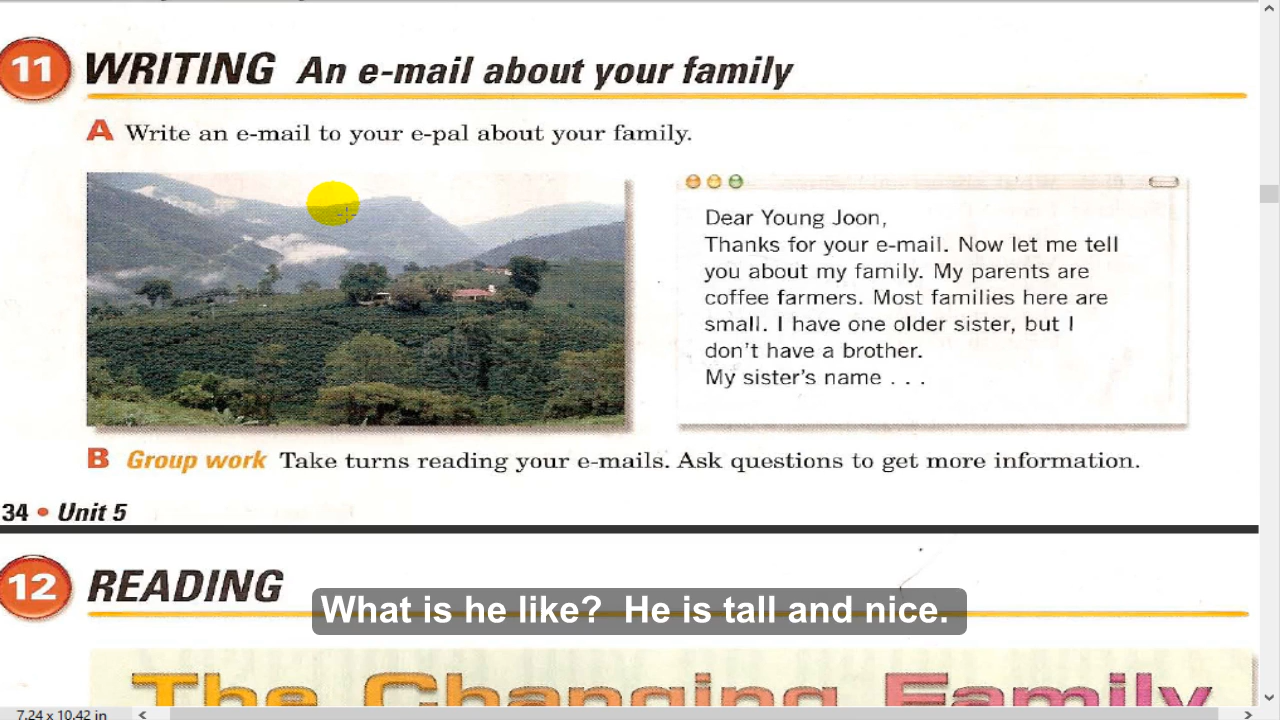 11 WRITING An e-mail about your family
A Write an e-mail to your e-pal about your family.
Dear Young Joon,
Thanks for your e-mail. Now let me tell
you about my family. My parents are
coffee farmers. Most families here are
small. I have one older sister, but I
don't have a brother.
My sister's name . . .
B Group work Take turns reading your e-mails. Ask questions to get more information.
34 • Unit 5
12 READING
What is he like?  He is tall and nice.
The Changing Family
7.24 x 10.42 in